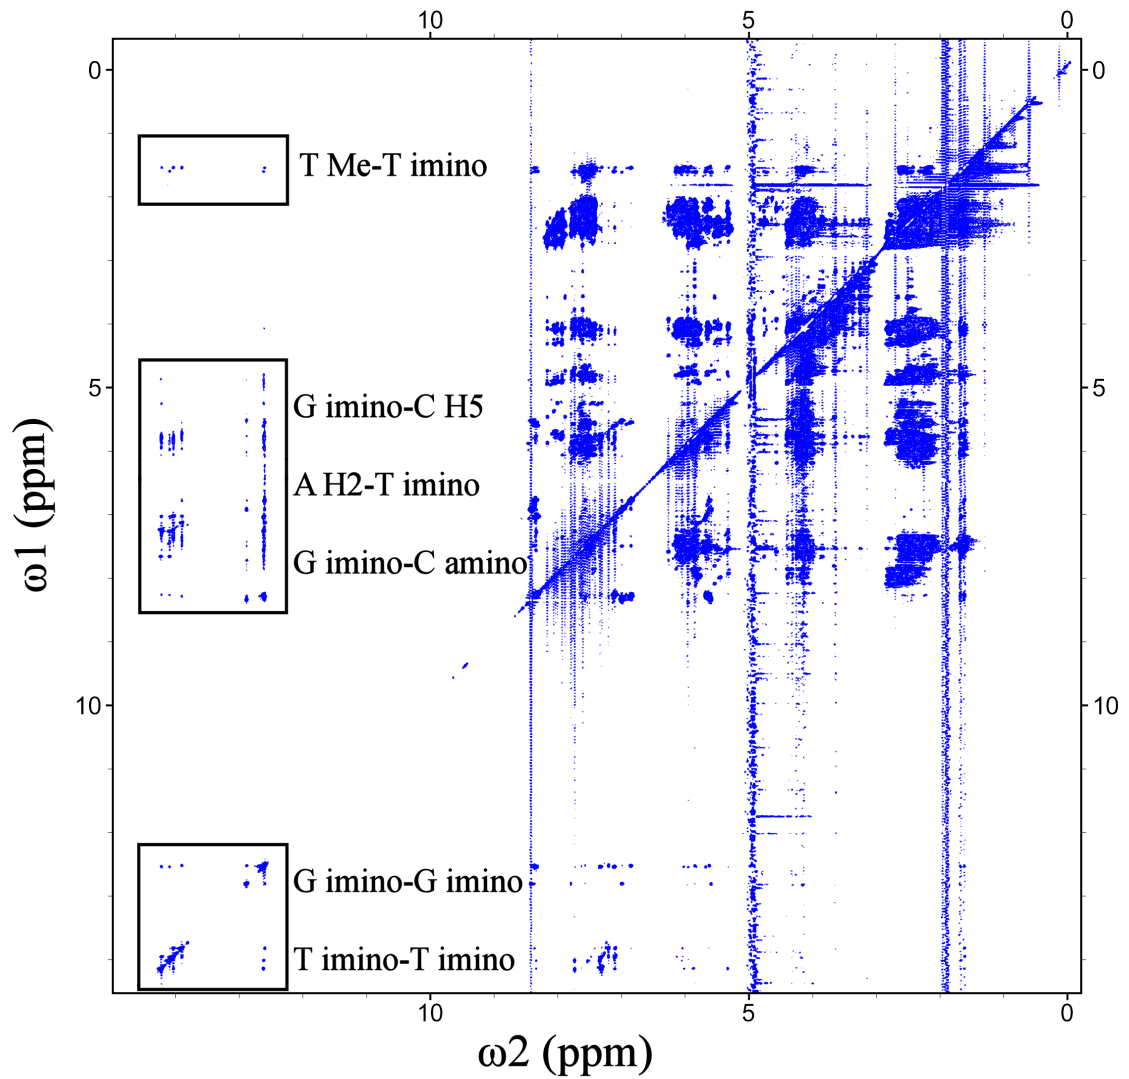 10 5 0
0 0
T Me-T imino
5 5
G imino-C H5
A H2-T imino
G imino-C amino
ω1 (ppm)
10 10
G imino-G imino
T imino-T imino
10 5 0
ω2 (ppm)